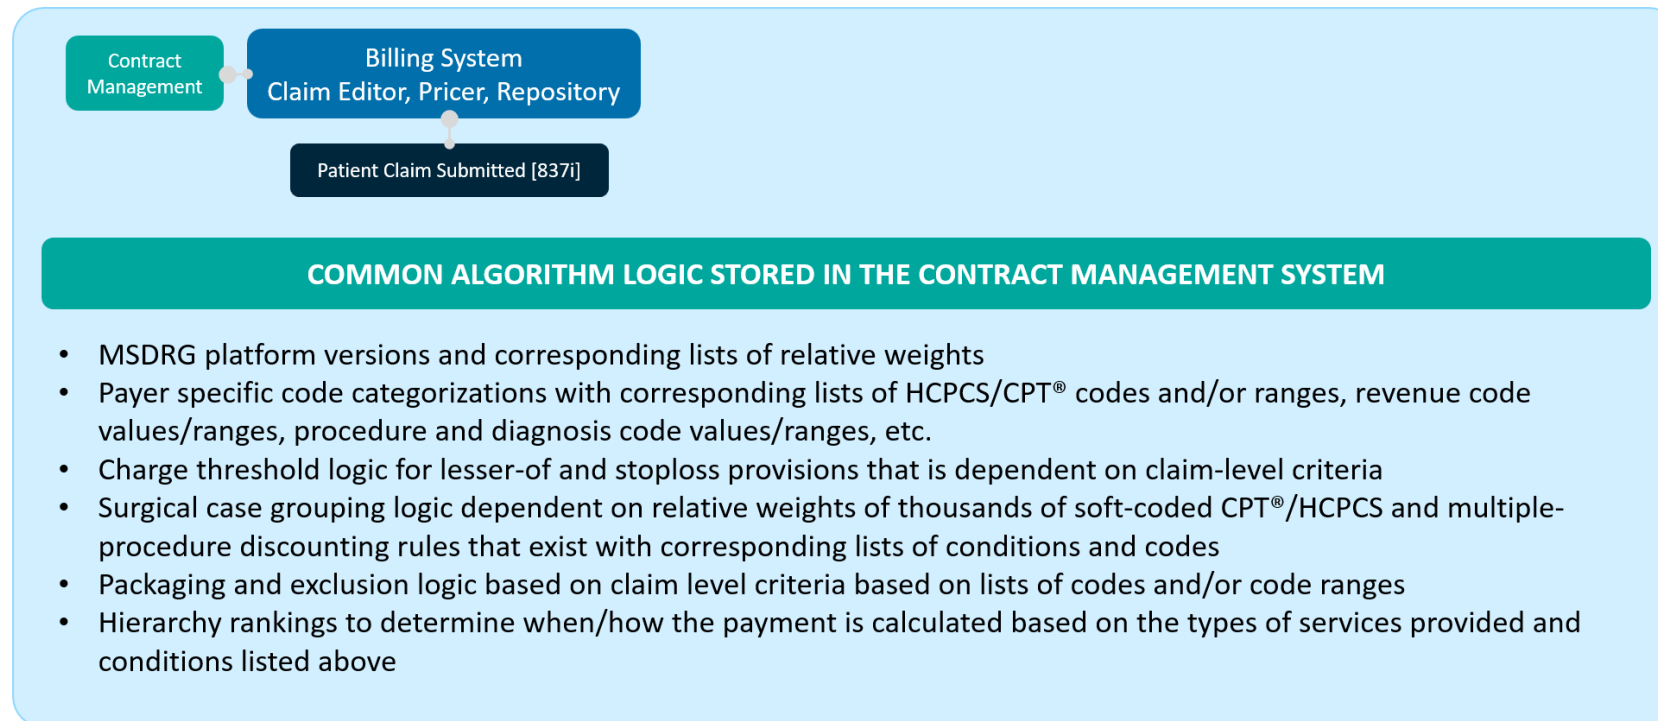 Contract
Management
Billing System
Claim Editor, Pricer, Repository
Patient Claim Submitted [837i]
COMMON ALGORITHM LOGIC STORED IN THE CONTRACT MANAGEMENT SYSTEM
• MSDRG platform versions and corresponding lists of relative weights
• Payer specific code categorizations with corresponding lists of HCPCS/CPT® codes and/or ranges, revenue code
values/ranges, procedure and diagnosis code values/ranges, etc.
• Charge threshold logic for lesser-of and stoploss provisions that is dependent on claim-level criteria
• Surgical case grouping logic dependent on relative weights of thousands of soft-coded CPT®/HCPCS and multiple-
procedure discounting rules that exist with corresponding lists of conditions and codes
• Packaging and exclusion logic based on claim level criteria based on lists of codes and/or code ranges
• Hierarchy rankings to determine when/how the payment is calculated based on the types of services provided and
conditions listed above